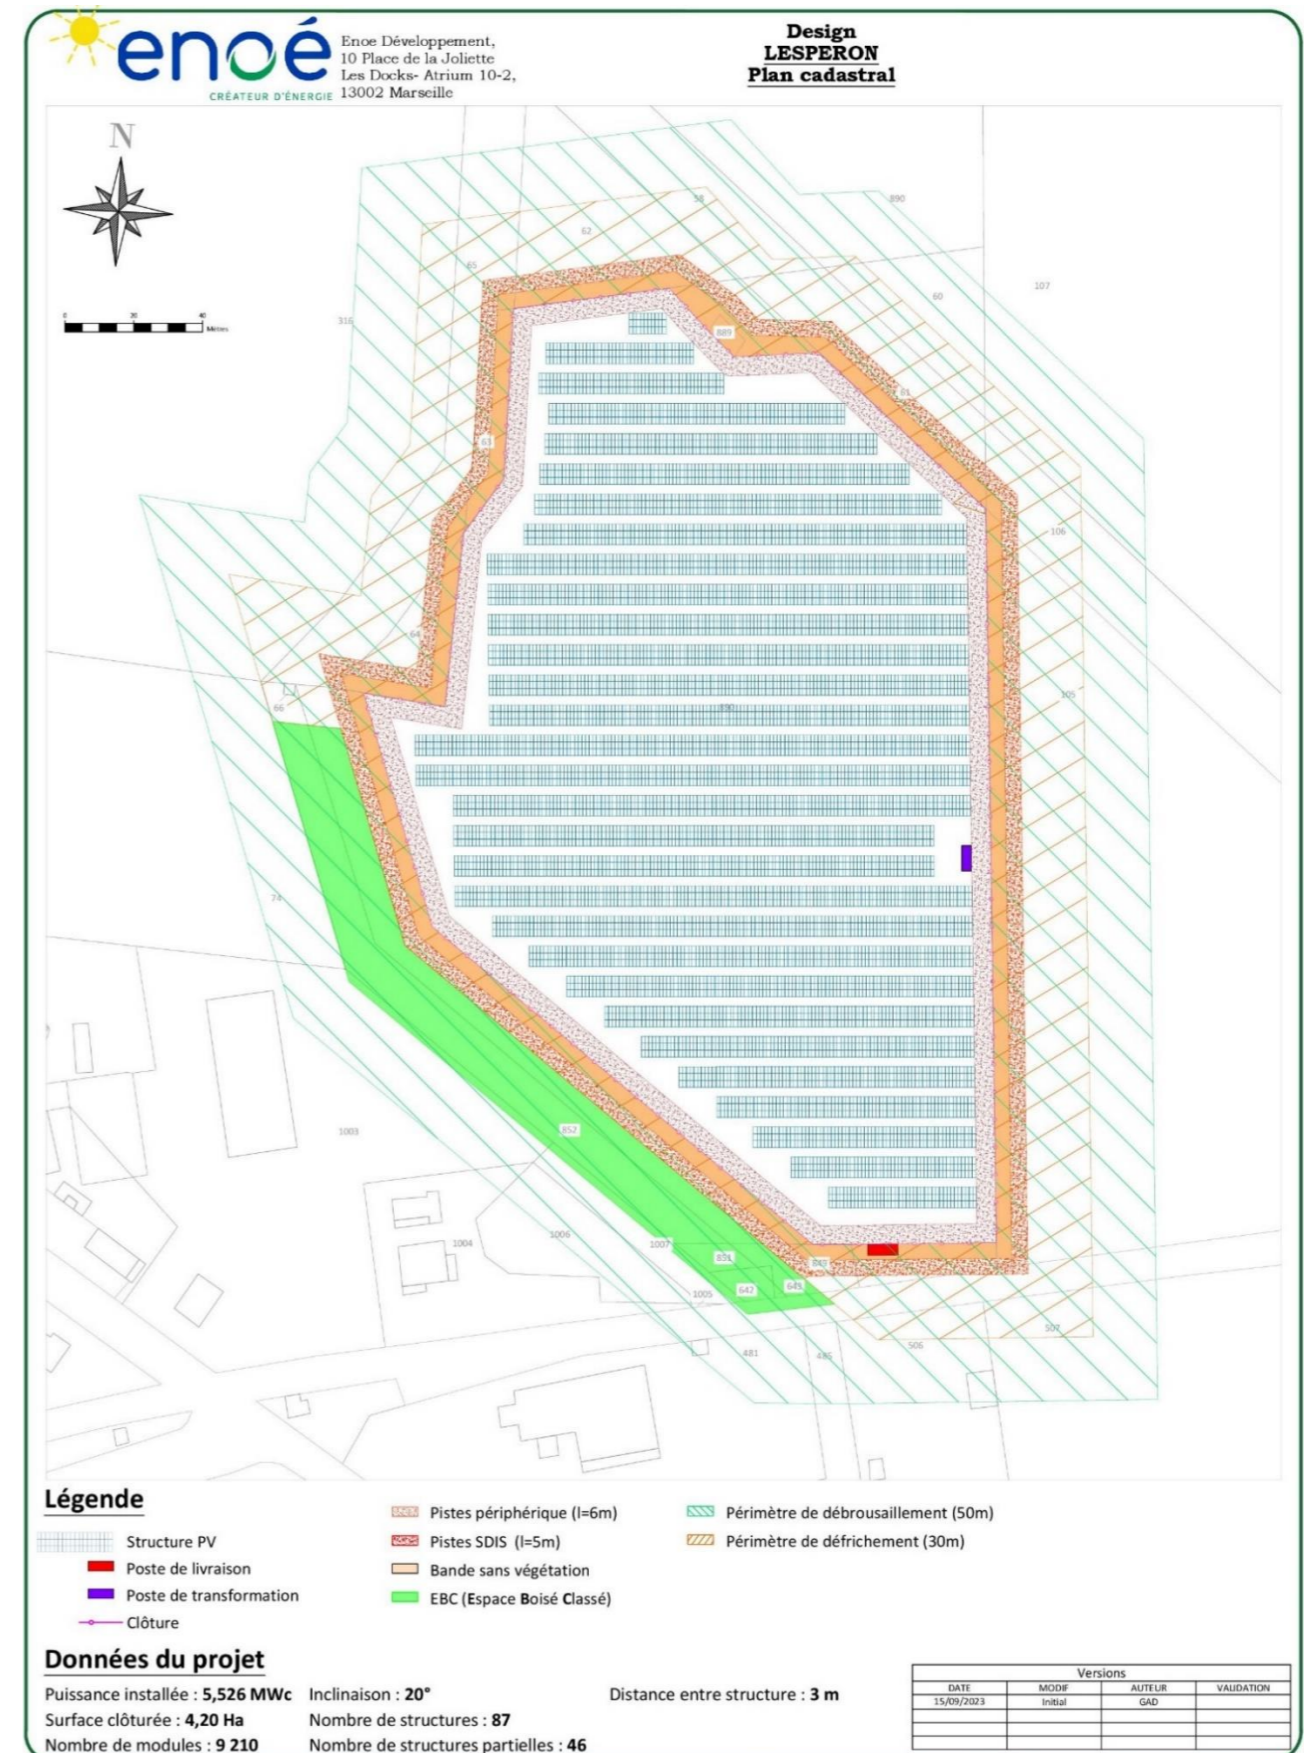 enoé
CRÉATEUR D'ÉNERGIE
Enoe Développement,
10 Place de la Joliette
Les Docks- Atrium 10-2,
13002 Marseille
Design
LESPERON
Plan cadastral
N
0 20 40 Mètres
58
890
62
65
107
60
316
889
61
63
106
64
105
66
890
74
852
1003
1006
1004
1007
851
849
642
643
1005
507
506
481
485
Légende
Structure PV
Poste de livraison
Poste de transformation
Clôture
Pistes périphérique (l=6m)
Pistes SDIS (l=5m)
Bande sans végétation
EBC (Espace Boisé Classé)
Périmètre de débrousaillement (50m)
Périmètre de défrichement (30m)
Données du projet
Puissance installée : 5,526 MWc
Surface clôturée : 4,20 Ha
Nombre de modules : 9 210
Inclinaison : 20°
Nombre de structures : 87
Nombre de structures partielles : 46
Distance entre structure : 3 m
Versions
DATE MODIF AUTEUR VALIDATION
15/09/2023 Initial GAD